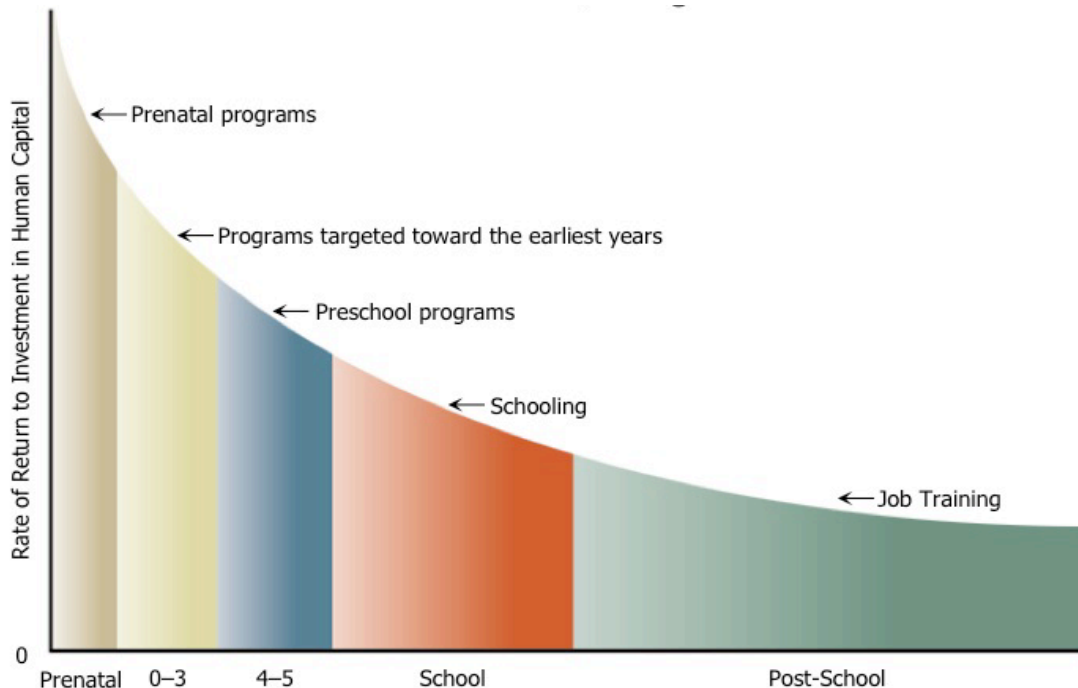 Prenatal programs
Programs targeted toward the earliest years
Preschool programs
Schooling
Job Training
Rate of Return to Investment in Human Capital
0
Prenatal
0–3
4–5
School
Post-School